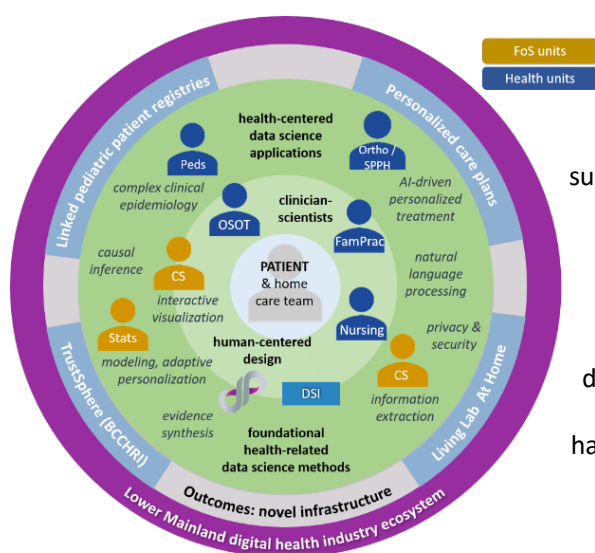 FoS units
Health units
Linked pediatric patient registries
Personalized care plans
health-centered
data science
applications
Peds
Ortho /
SPPH
complex clinical
epidemiology
AI-driven
personalized
treatment
OSOT
clinician-
scientists
FamPrac
causal
inference
CS
PATIENT
& home
care team
natural
language
processing
interactive
visualization
Stats
Nursing
privacy &
security
human-centered
design
modeling, adaptive
personalization
CS
DSI
information
extraction
evidence
synthesis
foundational
health-related
data science methods
TrustSphere (BCCHRI)
Living Lab At Home
Outcomes: novel infrastructure
Lower Mainland digital health industry ecosystem
su
d
ha